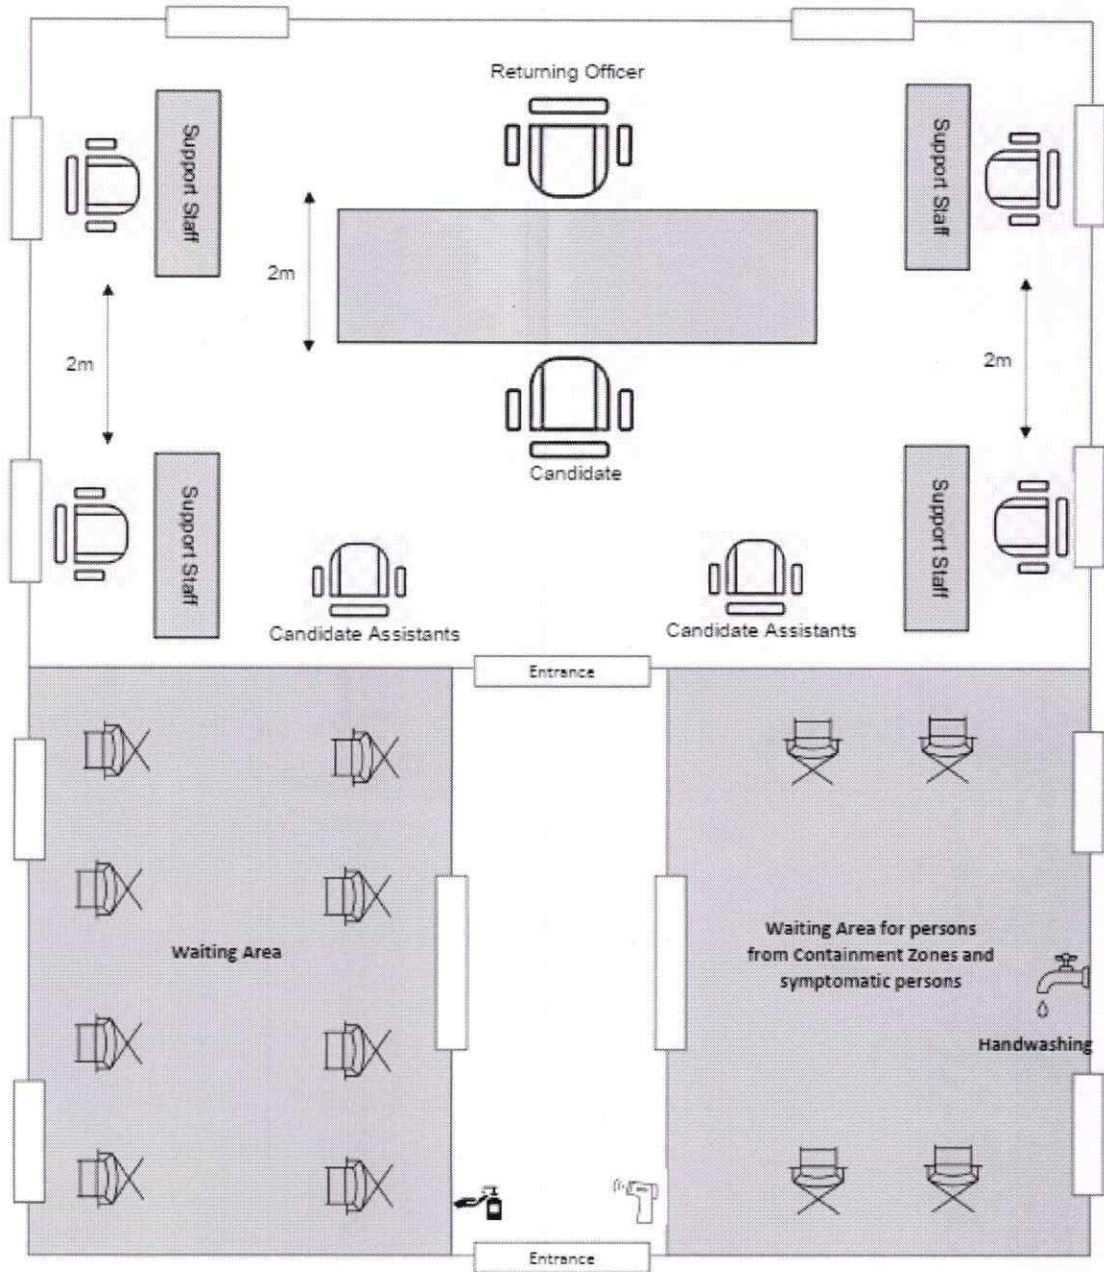 Returning Officer
Support Staff
Support Staff
2m
2m
2m
Candidate
Support Staff
Support Staff
Candidate Assistants
Candidate Assistants
Entrance
Waiting Area
Waiting Area for persons
from Containment Zones and
symptomatic persons
Handwashing
Entrance